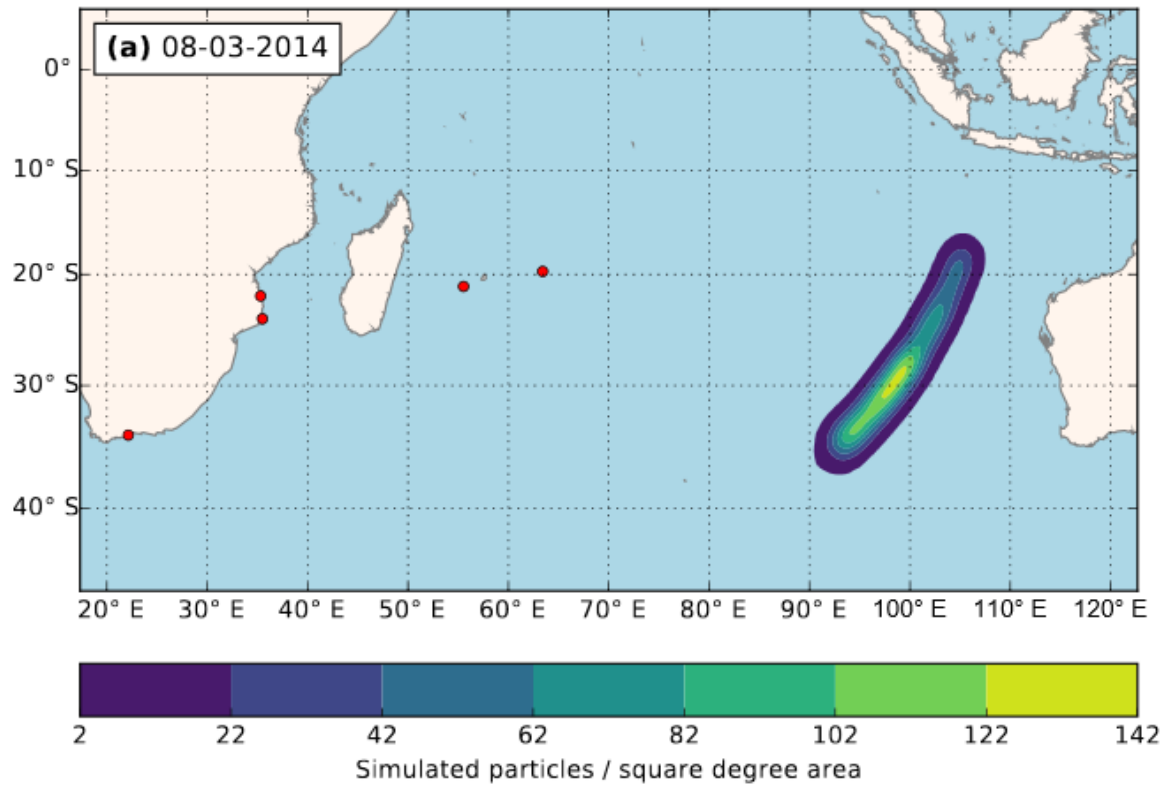 (a) 08-03-2014
0°
10° S
20° S
30° S
40° S
20° E 30° E 40° E 50° E 60° E 70° E 80° E 90° E 100° E 110° E 120° E
2 22 42 62 82 102 122 142
Simulated particles / square degree area